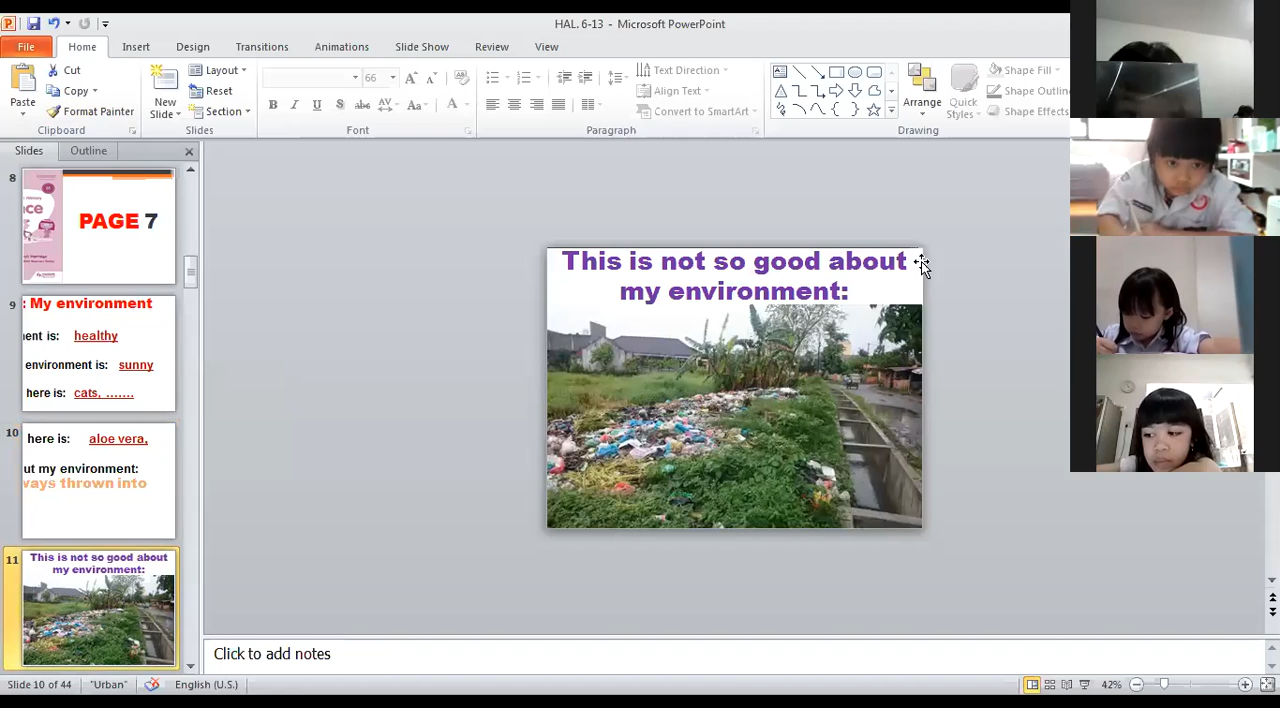 HAL. 6-13 - Microsoft PowerPoint
File Home Insert Design Transitions Animations Slide Show Review View
Paste
Cut
Copy
Format Painter
Clipboard
New
Slide
Layout
Reset
Section
Slides
66
Font
Text Direction
Align Text
Convert to SmartArt
Paragraph
Arrange
Quick
Styles
Shape Fill
Shape Outline
Shape Effects
Drawing
Slides Outline
8
PAGE 7
9
: My environment
ent is: healthy
environment is: sunny
here is: cats, .......
10
here is: aloe vera,
ut my environment:
ways thrown into
11
This is not so good about
my environment:
This is not so good about
my environment:
Click to add notes
Slide 10 of 44 "Urban" English (U.S.) 42%